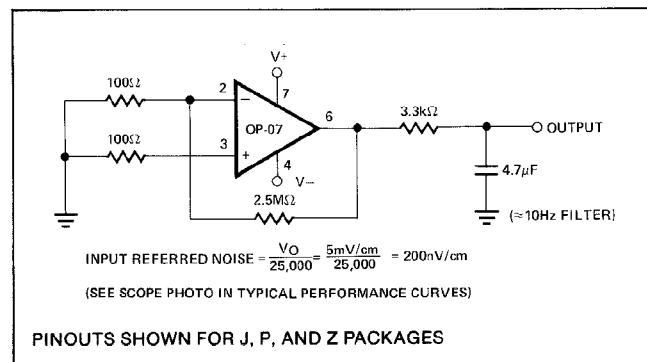 V+
100Ω
2
7
−
6
3.3kΩ
OP-07
OUTPUT
100Ω
3
+
4
4.7μF
V−
2.5MΩ
(≈10Hz FILTER)
INPUT REFERRED NOISE = VO/25,000 = 5mV/cm/25,000 = 200nV/cm
(SEE SCOPE PHOTO IN TYPICAL PERFORMANCE CURVES)
PINOUTS SHOWN FOR J, P, AND Z PACKAGES